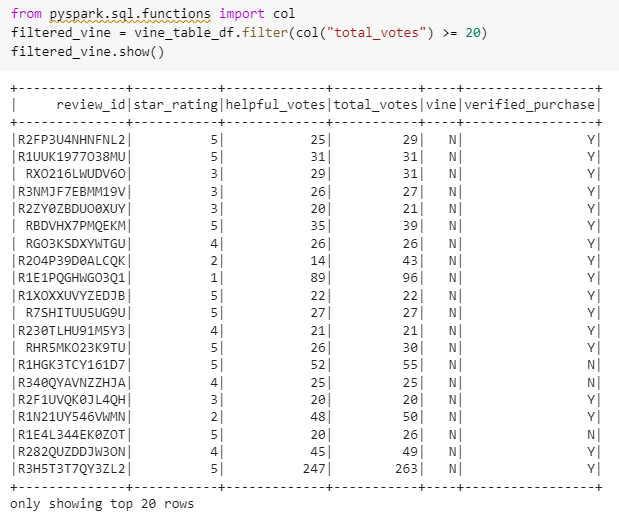 from pyspark.sql.functions import col
filtered_vine = vine_table_df.filter(col("total_votes") >= 20)
filtered_vine.show()
+--------------+-----------+-------------+-----------+----+-----------------+
|     review_id|star_rating|helpful_votes|total_votes|vine|verified_purchase|
+--------------+-----------+-------------+-----------+----+-----------------+
|R2FP3U4NHNFNL2|          5|           25|         29|   N|                Y|
|R1UUK1977O38MU|          5|           31|         31|   N|                Y|
| RXO216LWUDV6O|          3|           29|         31|   N|                Y|
|R3NMJF7EBMM19V|          3|           26|         27|   N|                Y|
|R2ZY0ZBDUO0XUY|          3|           20|         21|   N|                Y|
| RBDVHX7PMQEKM|          5|           35|         39|   N|                Y|
| RGO3KSDXYWTGU|          4|           26|         26|   N|                Y|
|R2O4P39D0ALCQK|          2|           14|         43|   N|                Y|
|R1E1PQGHWGO3Q1|          1|           89|         96|   N|                Y|
|R1XOXXUVYZEDJB|          5|           22|         22|   N|                Y|
| R7SHITUU5UG9U|          5|           27|         27|   N|                Y|
|R230TLHU91M5Y3|          4|           21|         21|   N|                Y|
| RHR5MKO23K9TU|          5|           26|         30|   N|                Y|
|R1HGK3TCY161D7|          5|           52|         55|   N|                N|
|R340QYAVNZZHJA|          4|           25|         25|   N|                N|
|R2F1UVQK0JL4QH|          3|           20|         20|   N|                Y|
|R1N21UY546VWMN|          2|           48|         50|   N|                Y|
|R1E4L344EK0ZOT|          5|           20|         26|   N|                N|
|R282QUZDDJW3ON|          4|           45|         49|   N|                Y|
|R3H5T3T7QY3ZL2|          5|          247|        263|   N|                Y|
+--------------+-----------+-------------+-----------+----+-----------------+
only showing top 20 rows